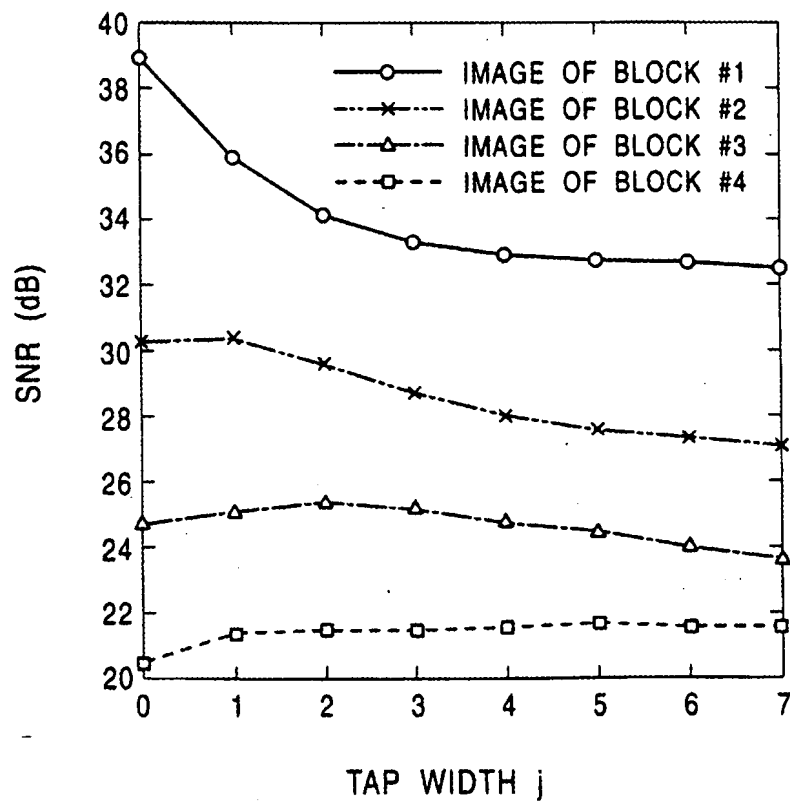 40
38
36
34
32
30
28
26
24
22
20
SNR (dB)
IMAGE OF BLOCK #1
IMAGE OF BLOCK #2
IMAGE OF BLOCK #3
IMAGE OF BLOCK #4
0 1 2 3 4 5 6 7
TAP WIDTH j